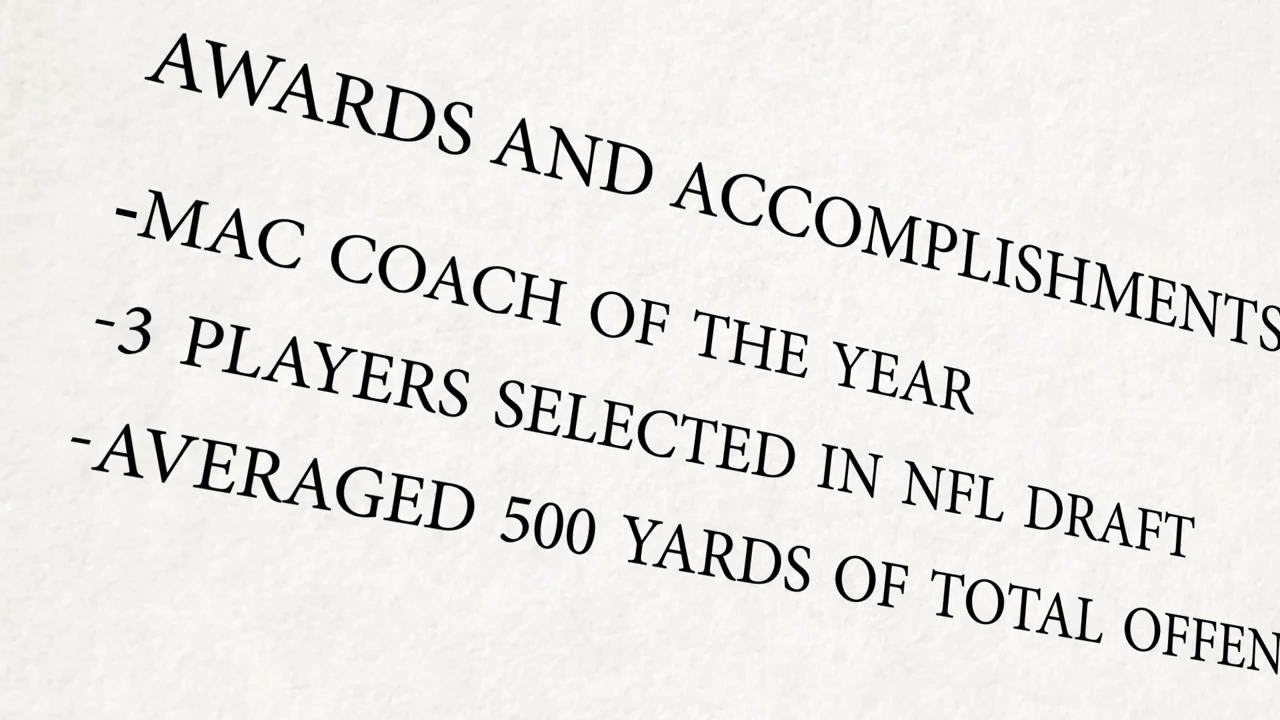 AWARDS AND ACCOMPLISHMENTS
-MAC COACH OF THE YEAR
-3 PLAYERS SELECTED IN NFL DRAFT
-AVERAGED 500 YARDS OF TOTAL OFFEN